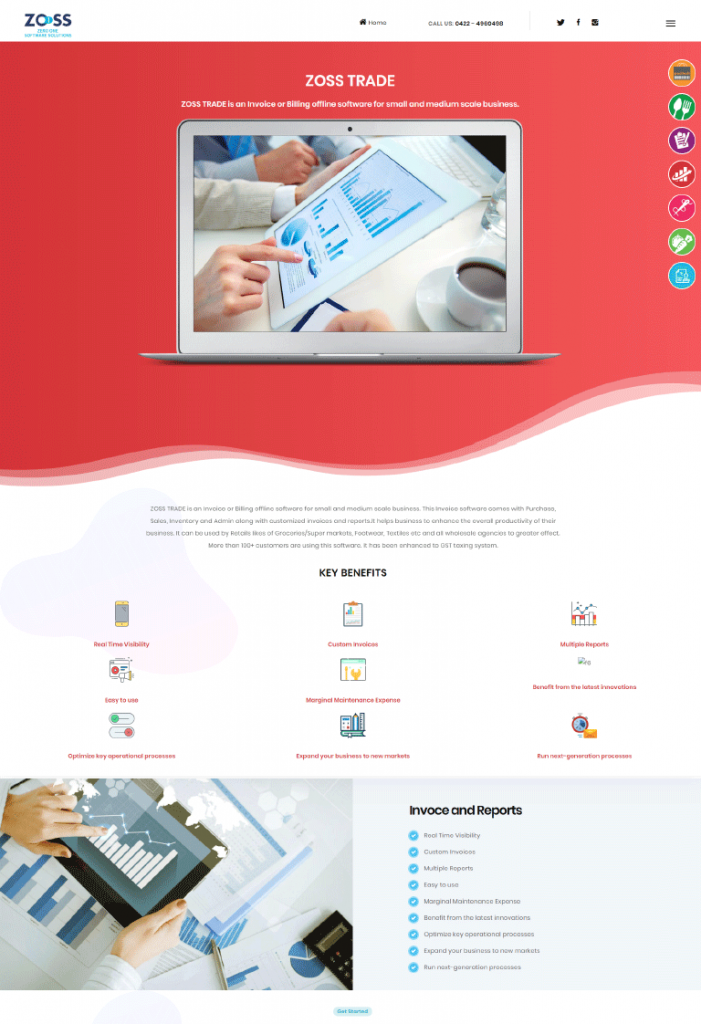 ZOSS
ZERO ONE
SOFTWARE SOLUTIONS
Home
CALL US: 0422 - 4960498
ZOSS TRADE
ZOSS TRADE is an Invoice or Billing offline software for small and medium scale business.
ZOSS TRADE is an Invoice or Billing offline software for small and medium scale business. This Invoice software comes with Purchase,
Sales, Inventory and Admin along with customized invoices and reports.It helps business to enhance the overall productivity of their
business. It can be used by Retails likes of Groceries/Super markets, Footwear, Textiles etc and all wholesale agencies to greater effect.
More than 100+ customers are using this software. It has been enhanced to GST taxing system.
KEY BENEFITS
Real Time Visibility
Custom Invoices
Multiple Reports
Easy to use
Marginal Maintenance Expense
img
Benefit from the latest innovations
Optimize key operational processes
Expand your business to new markets
Run next-generation processes
Invoce and Reports
Real Time Visibility
Custom Invoices
Multiple Reports
Easy to use
Marginal Maintenance Expense
Benefit from the latest innovations
Optimize key operational processes
Expand your business to new markets
Run next-generation processes
Get Started